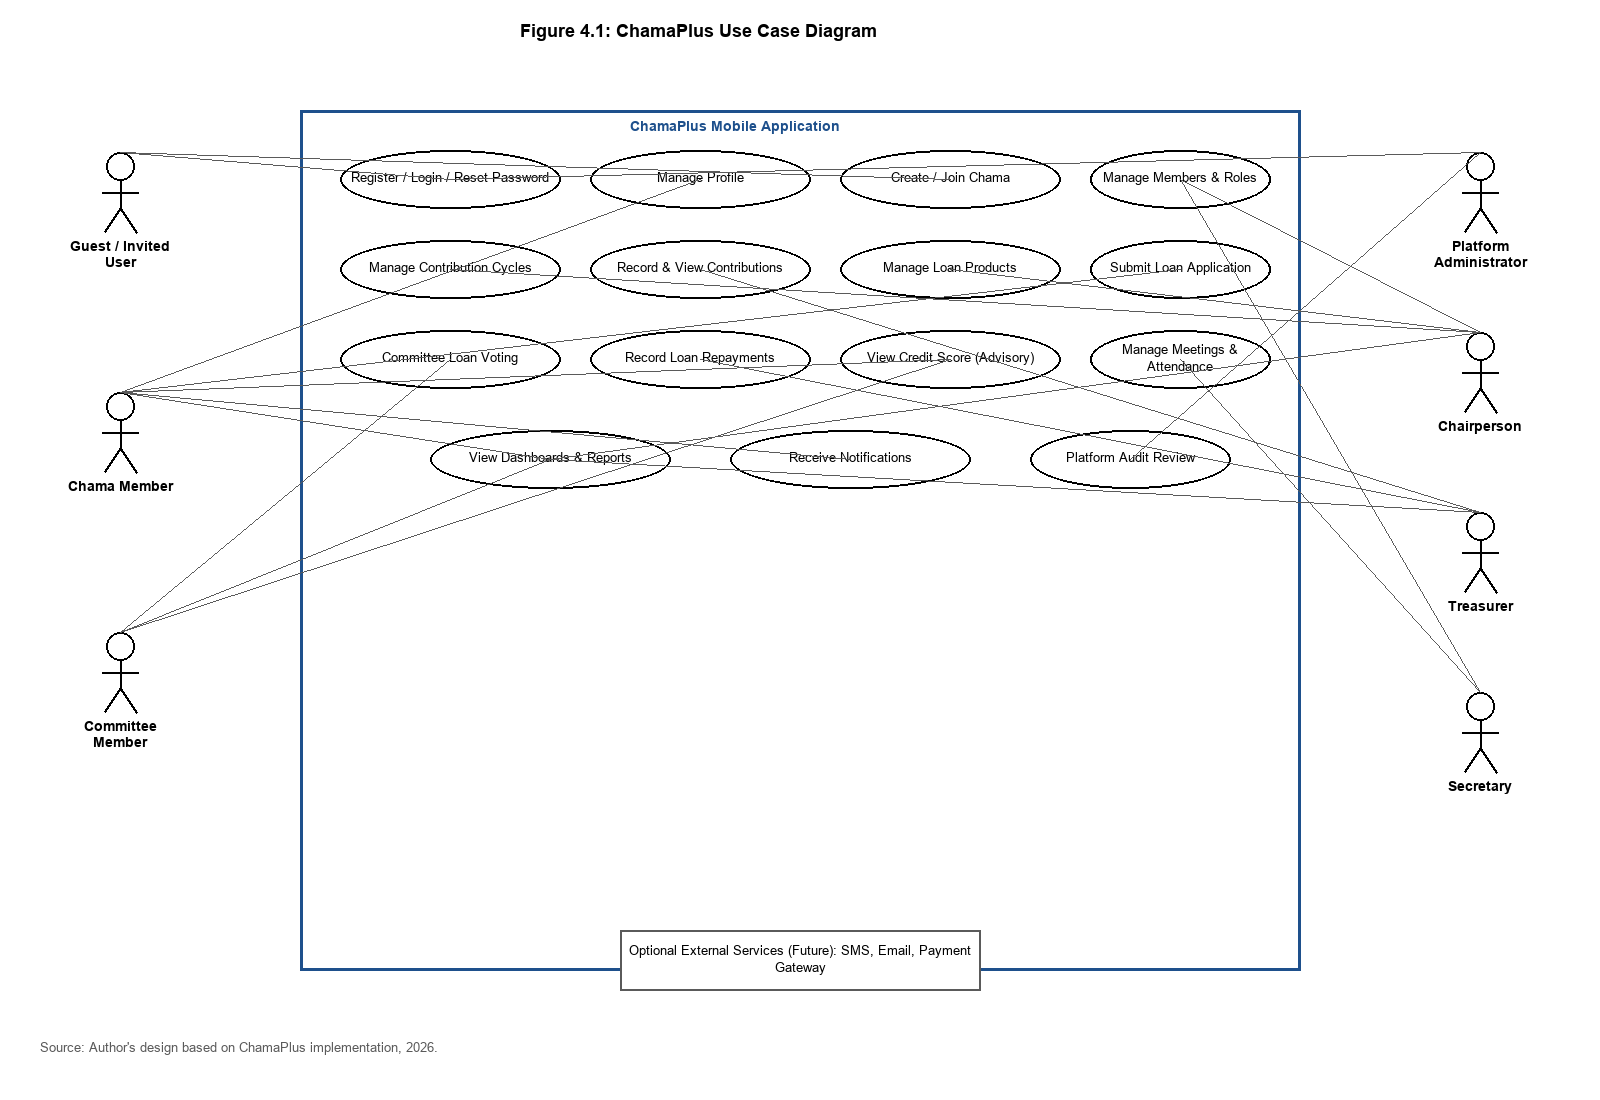 Figure 4.1: ChamaPlus Use Case Diagram
ChamaPlus Mobile Application
Register / Login / Reset Password
Manage Profile
Create / Join Chama
Manage Members & Roles
Guest / Invited
User
Platform
Administrator
Manage Contribution Cycles
Record & View Contributions
Manage Loan Products
Submit Loan Application
Committee Loan Voting
Record Loan Repayments
View Credit Score (Advisory)
Manage Meetings &
Attendance
Chairperson
View Dashboards & Reports
Receive Notifications
Platform Audit Review
Chama Member
Treasurer
Committee
Member
Secretary
Optional External Services (Future): SMS, Email, Payment
Gateway
Source: Author's design based on ChamaPlus implementation, 2026.